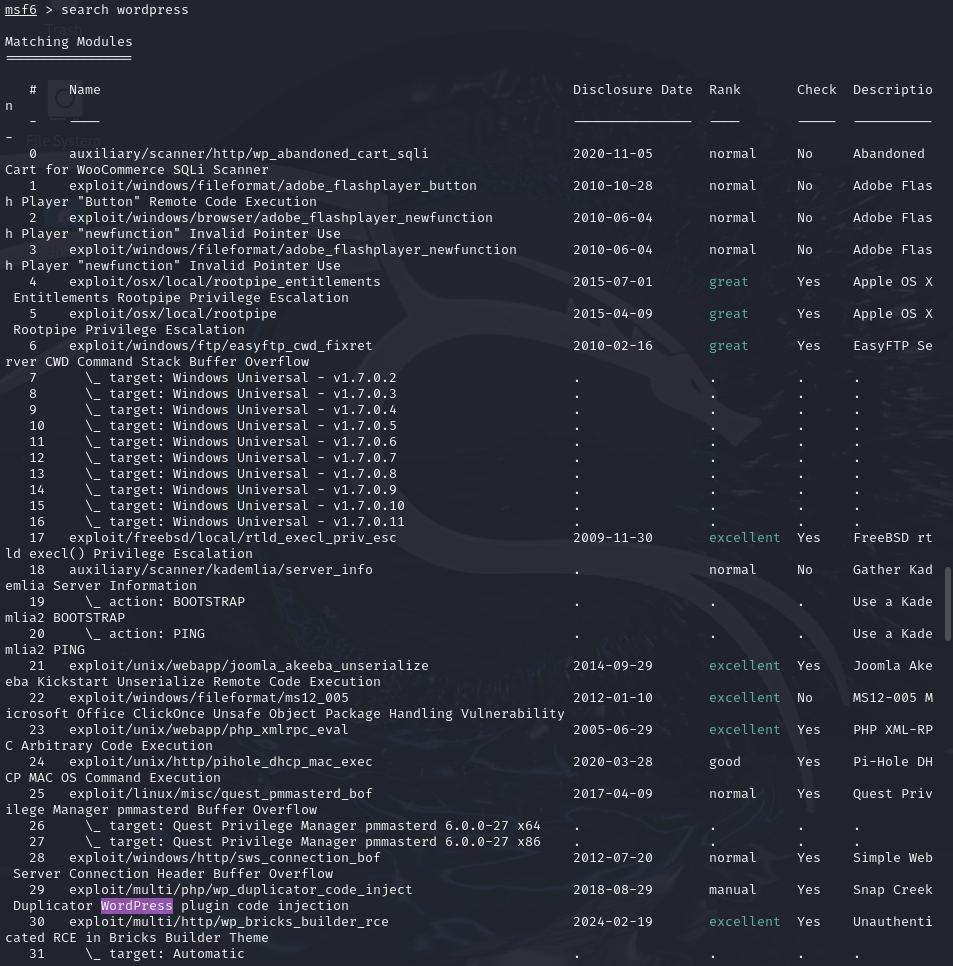 msf6 > search wordpress
Matching Modules
================
#    Name    Disclosure Date  Rank    Check  Descriptio
n
-    ----    ---------------  ----    -----  ----------
-
0    auxiliary/scanner/http/wp_abandoned_cart_sqli    2020-11-05    normal    No    Abandoned
Cart for WooCommerce SQLi Scanner
1    exploit/windows/fileformat/adobe_flashplayer_button    2010-10-28    normal    No    Adobe Flas
h Player "Button" Remote Code Execution
2    exploit/windows/browser/adobe_flashplayer_newfunction    2010-06-04    normal    No    Adobe Flas
h Player "newfunction" Invalid Pointer Use
3    exploit/windows/fileformat/adobe_flashplayer_newfunction    2010-06-04    normal    No    Adobe Flas
h Player "newfunction" Invalid Pointer Use
4    exploit/osx/local/rootpipe_entitlements    2015-07-01    great    Yes    Apple OS X
Entitlements Rootpipe Privilege Escalation
5    exploit/osx/local/rootpipe    2015-04-09    great    Yes    Apple OS X
Rootpipe Privilege Escalation
6    exploit/windows/ftp/easyftp_cwd_fixret    2010-02-16    great    Yes    EasyFTP Se
rver CWD Command Stack Buffer Overflow
7      \_ target: Windows Universal - v1.7.0.2    .    .    .    .
8      \_ target: Windows Universal - v1.7.0.3    .    .    .    .
9      \_ target: Windows Universal - v1.7.0.4    .    .    .    .
10     \_ target: Windows Universal - v1.7.0.5    .    .    .    .
11     \_ target: Windows Universal - v1.7.0.6    .    .    .    .
12     \_ target: Windows Universal - v1.7.0.7    .    .    .    .
13     \_ target: Windows Universal - v1.7.0.8    .    .    .    .
14     \_ target: Windows Universal - v1.7.0.9    .    .    .    .
15     \_ target: Windows Universal - v1.7.0.10    .    .    .    .
16     \_ target: Windows Universal - v1.7.0.11    .    .    .    .
17   exploit/freebsd/local/rtld_execl_priv_esc    2009-11-30    excellent    Yes    FreeBSD rt
ld execl() Privilege Escalation
18   auxiliary/scanner/kademlia/server_info    .    normal    No    Gather Kad
emlia Server Information
19     \_ action: BOOTSTRAP    .    .    .    Use a Kade
mlia2 BOOTSTRAP
20     \_ action: PING    .    .    .    Use a Kade
mlia2 PING
21   exploit/unix/webapp/joomla_akeeba_unserialize    2014-09-29    excellent    Yes    Joomla Ake
eba Kickstart Unserialize Remote Code Execution
22   exploit/windows/fileformat/ms12_005    2012-01-10    excellent    No    MS12-005 M
icrosoft Office ClickOnce Unsafe Object Package Handling Vulnerability
23   exploit/unix/webapp/php_xmlrpc_eval    2005-06-29    excellent    Yes    PHP XML-RP
C Arbitrary Code Execution
24   exploit/unix/http/pihole_dhcp_mac_exec    2020-03-28    good    Yes    Pi-Hole DH
CP MAC OS Command Execution
25   exploit/linux/misc/quest_pmmasterd_bof    2017-04-09    normal    Yes    Quest Priv
ilege Manager pmmasterd Buffer Overflow
26     \_ target: Quest Privilege Manager pmmasterd 6.0.0-27 x64    .    .    .    .
27     \_ target: Quest Privilege Manager pmmasterd 6.0.0-27 x86    .    .    .    .
28   exploit/windows/http/sws_connection_bof    2012-07-20    normal    Yes    Simple Web
Server Connection Header Buffer Overflow
29   exploit/multi/php/wp_duplicator_code_inject    2018-08-29    manual    Yes    Snap Creek
Duplicator WordPress plugin code injection
30   exploit/multi/http/wp_bricks_builder_rce    2024-02-19    excellent    Yes    Unauthenti
cated RCE in Bricks Builder Theme
31     \_ target: Automatic    .    .    .    .
Trash
File System